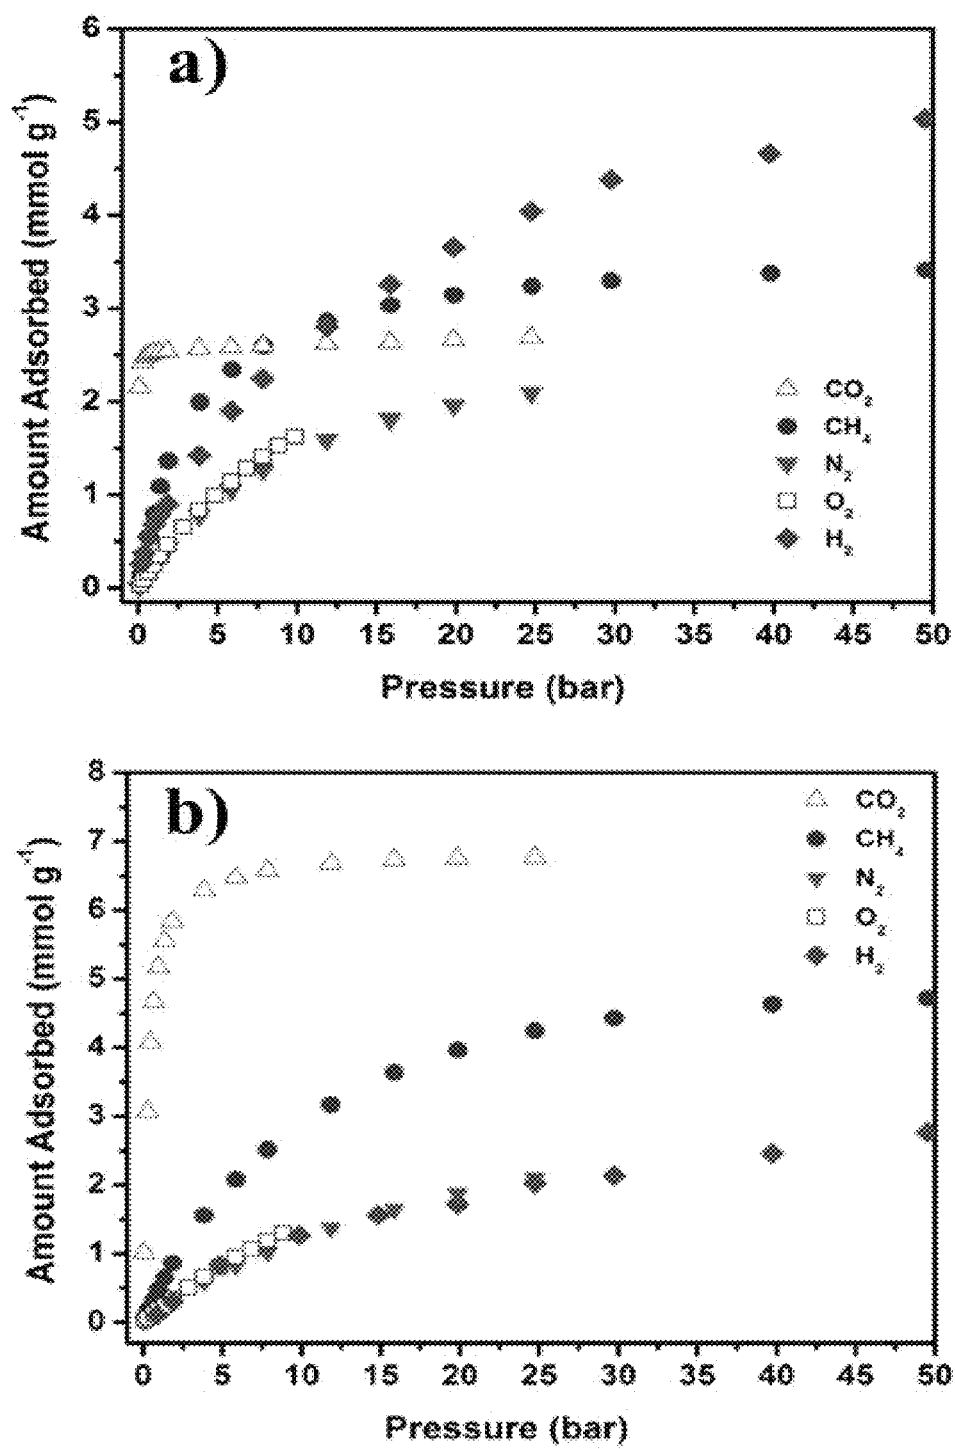 a)
Amount Adsorbed (mmol g⁻¹)
6
5
4
3
2
1
0
CO₂
CH₄
N₂
O₂
H₂
0 5 10 15 20 25 30 35 40 45 50
Pressure (bar)
b)
Amount Adsorbed (mmol g⁻¹)
8
7
6
5
4
3
2
1
0
CO₂
CH₄
N₂
O₂
H₂
0 5 10 15 20 25 30 35 40 45 50
Pressure (bar)